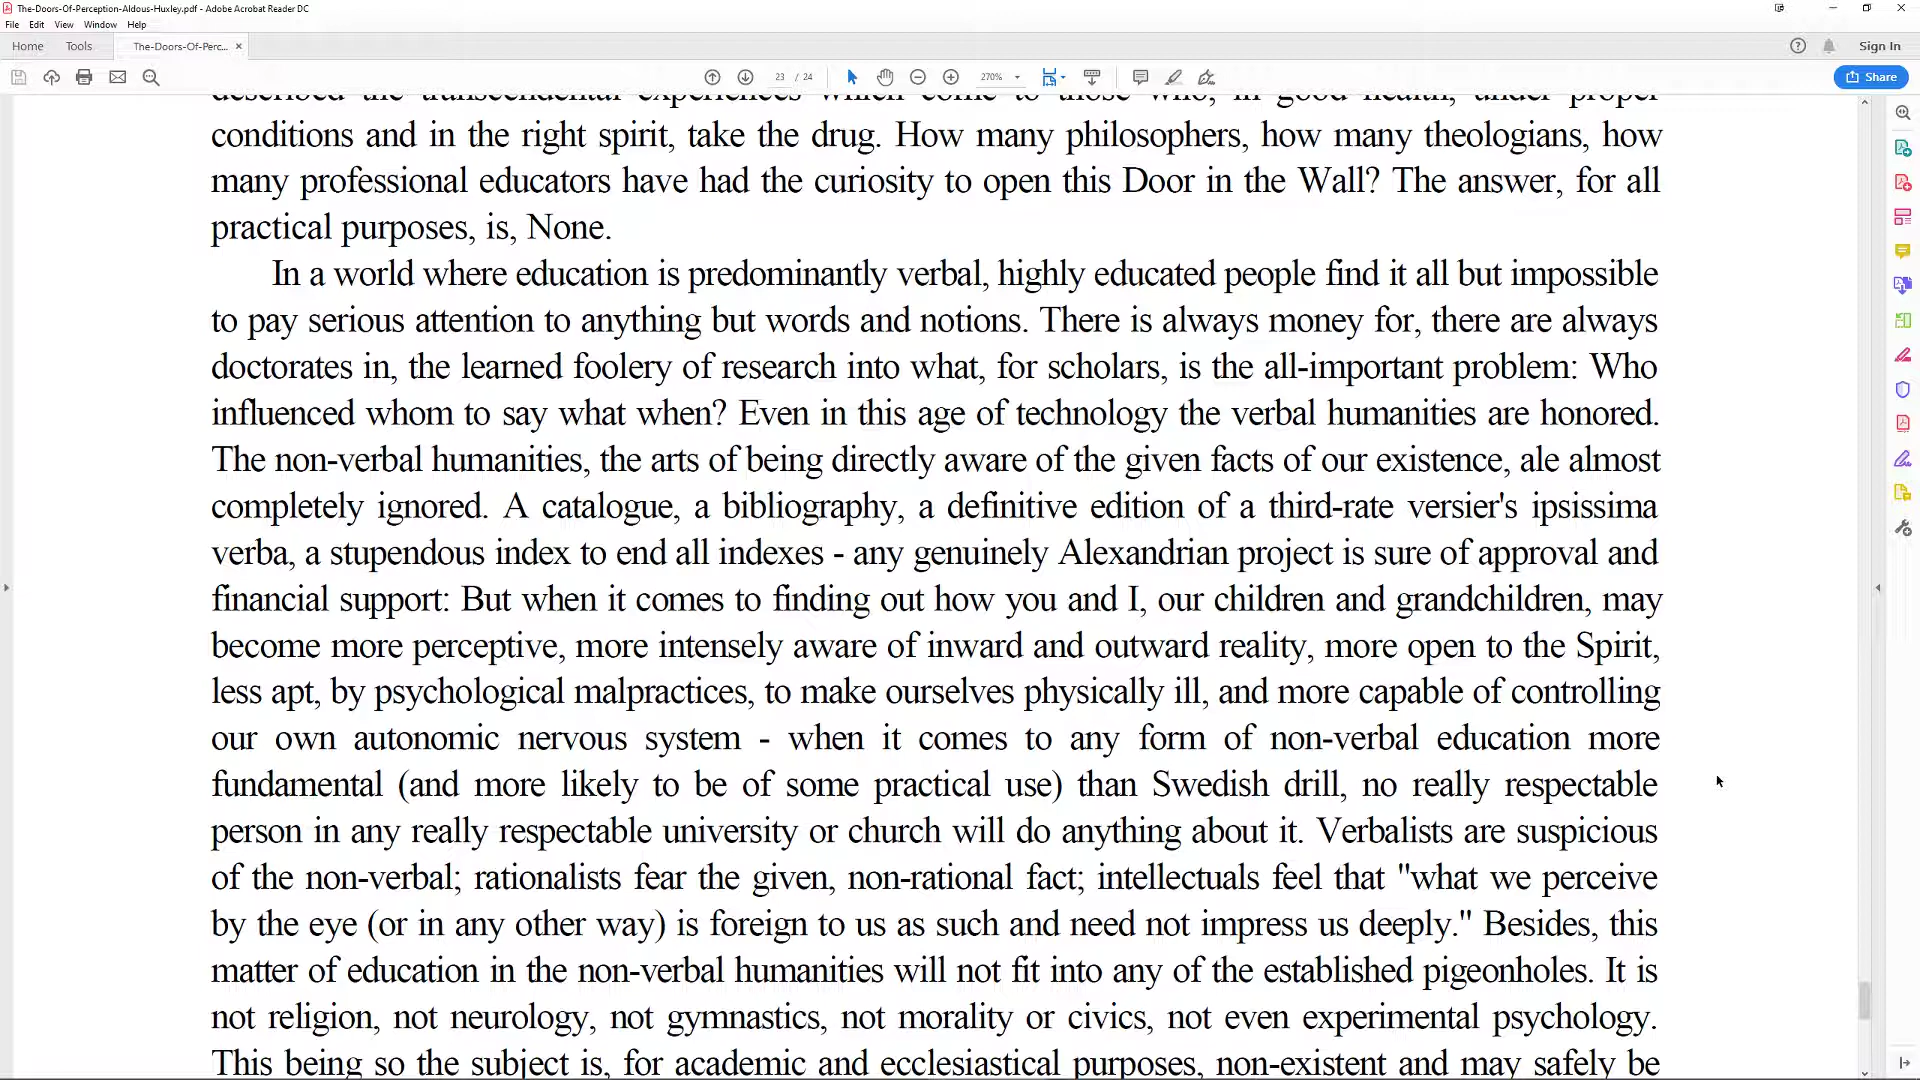 The-Doors-Of-Perception-Aldous-Huxley.pdf - Adobe Acrobat Reader DC
File Edit View Window Help
Home Tools The-Doors-Of-Perc... × Sign In
23 / 24 270% Share
described the transcendental experiences which come to those who, in good health, under proper
conditions and in the right spirit, take the drug. How many philosophers, how many theologians, how
many professional educators have had the curiosity to open this Door in the Wall? The answer, for all
practical purposes, is, None.
In a world where education is predominantly verbal, highly educated people find it all but impossible
to pay serious attention to anything but words and notions. There is always money for, there are always
doctorates in, the learned foolery of research into what, for scholars, is the all-important problem: Who
influenced whom to say what when? Even in this age of technology the verbal humanities are honored.
The non-verbal humanities, the arts of being directly aware of the given facts of our existence, ale almost
completely ignored. A catalogue, a bibliography, a definitive edition of a third-rate versier's ipsissima
verba, a stupendous index to end all indexes - any genuinely Alexandrian project is sure of approval and
financial support: But when it comes to finding out how you and I, our children and grandchildren, may
become more perceptive, more intensely aware of inward and outward reality, more open to the Spirit,
less apt, by psychological malpractices, to make ourselves physically ill, and more capable of controlling
our own autonomic nervous system - when it comes to any form of non-verbal education more
fundamental (and more likely to be of some practical use) than Swedish drill, no really respectable
person in any really respectable university or church will do anything about it. Verbalists are suspicious
of the non-verbal; rationalists fear the given, non-rational fact; intellectuals feel that "what we perceive
by the eye (or in any other way) is foreign to us as such and need not impress us deeply." Besides, this
matter of education in the non-verbal humanities will not fit into any of the established pigeonholes. It is
not religion, not neurology, not gymnastics, not morality or civics, not even experimental psychology.
This being so the subject is, for academic and ecclesiastical purposes, non-existent and may safely be